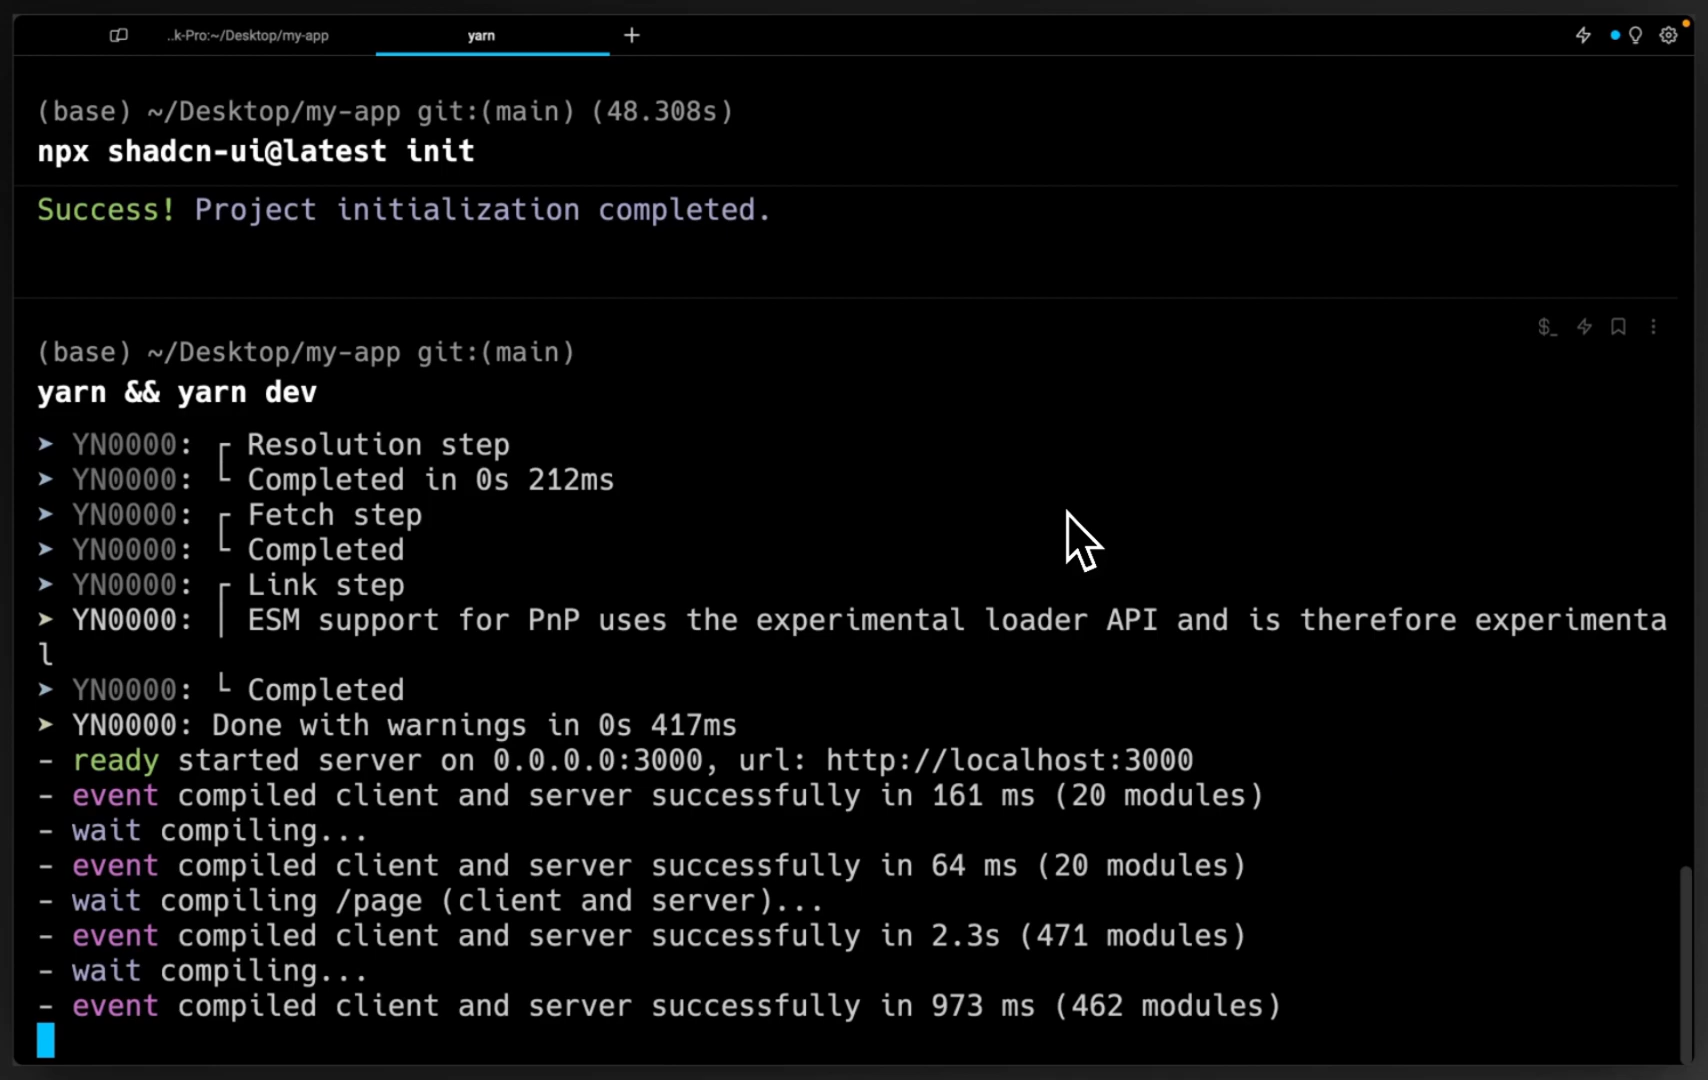 ..k-Pro:~/Desktop/my-app
yarn
+
(base) ~/Desktop/my-app git:(main) (48.308s)
npx shadcn-ui@latest init
Success! Project initialization completed.
$_
(base) ~/Desktop/my-app git:(main)
yarn && yarn dev
➤ YN0000: ┌ Resolution step
➤ YN0000: └ Completed in 0s 212ms
➤ YN0000: ┌ Fetch step
➤ YN0000: └ Completed
➤ YN0000: ┌ Link step
➤ YN0000: │ ESM support for PnP uses the experimental loader API and is therefore experimenta
l
➤ YN0000: └ Completed
➤ YN0000: Done with warnings in 0s 417ms
- ready started server on 0.0.0.0:3000, url: http://localhost:3000
- event compiled client and server successfully in 161 ms (20 modules)
- wait compiling...
- event compiled client and server successfully in 64 ms (20 modules)
- wait compiling /page (client and server)...
- event compiled client and server successfully in 2.3s (471 modules)
- wait compiling...
- event compiled client and server successfully in 973 ms (462 modules)